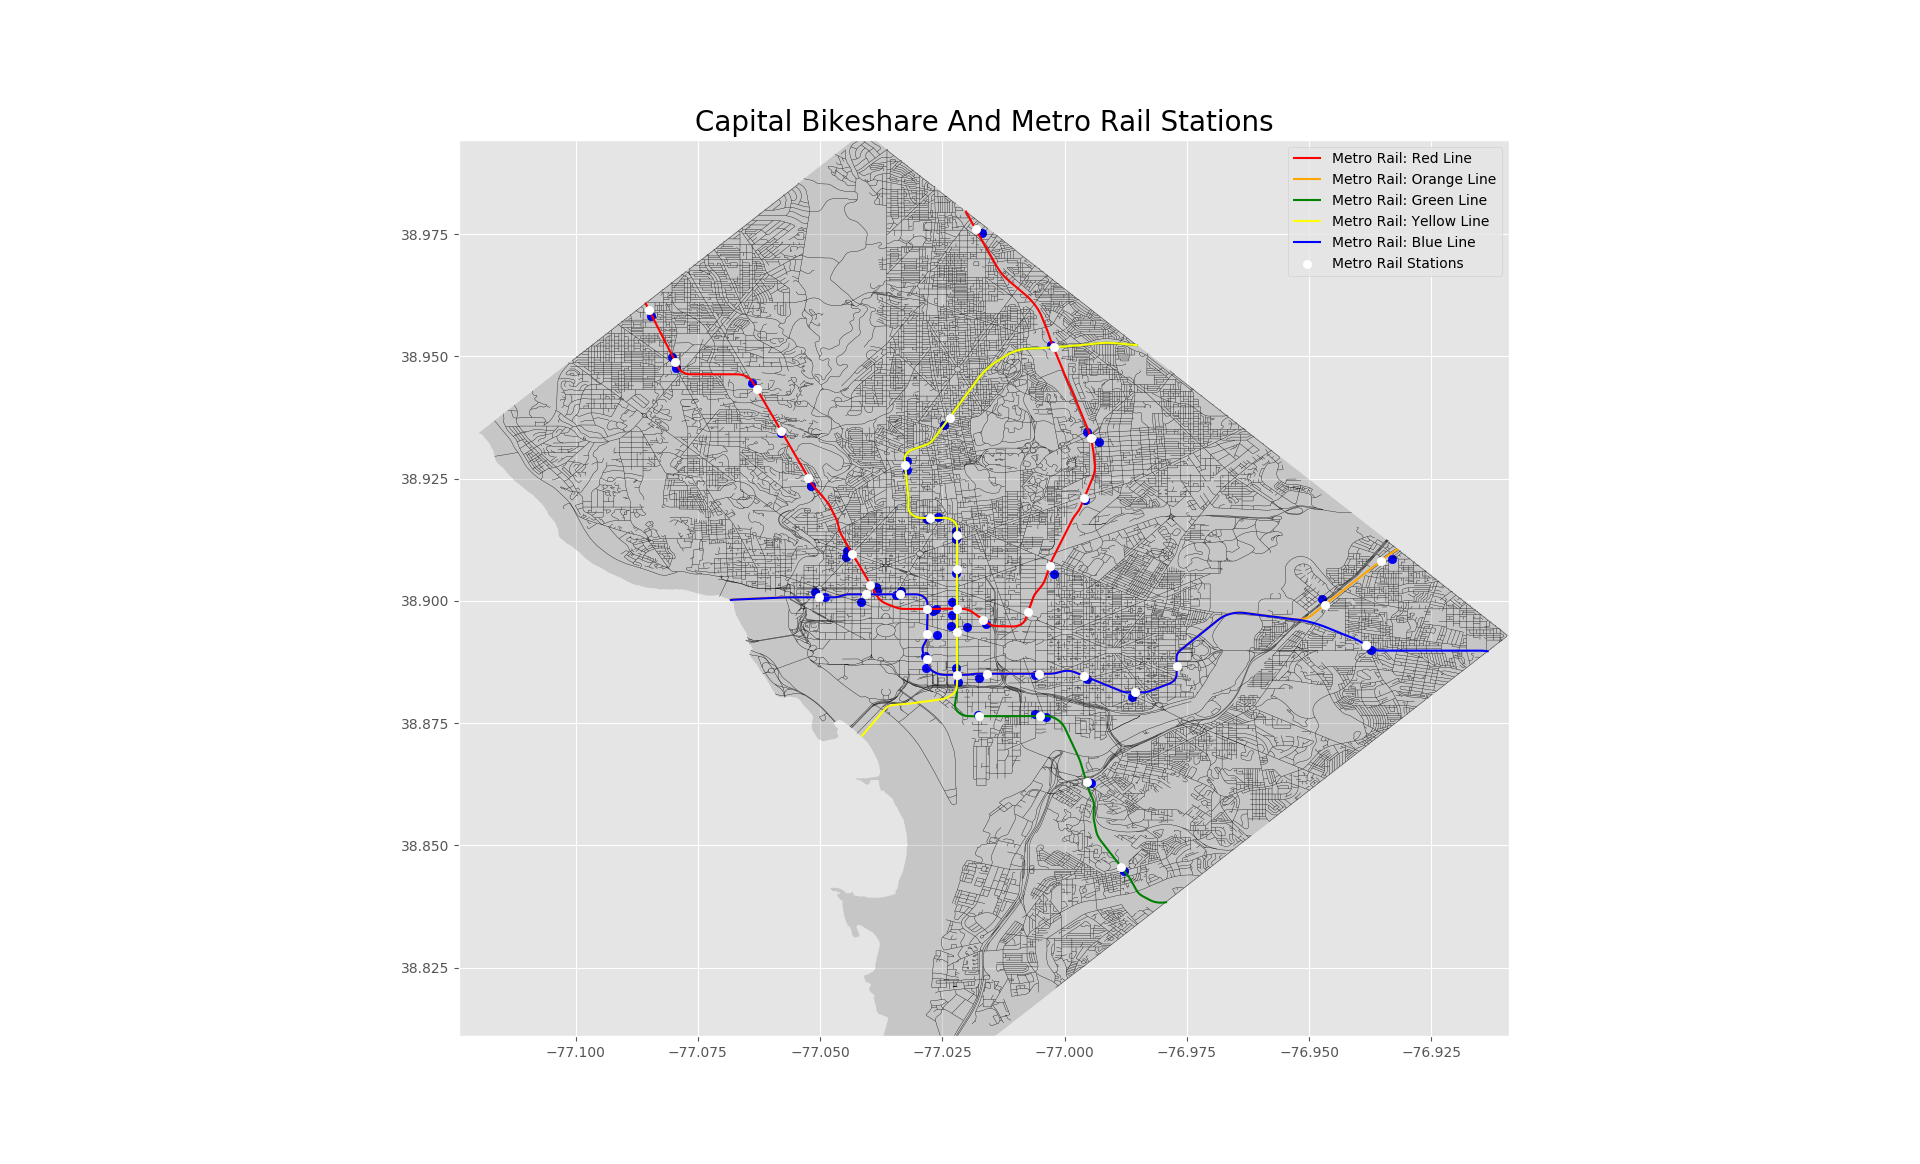 Capital Bikeshare And Metro Rail Stations
Metro Rail: Red Line
Metro Rail: Orange Line
Metro Rail: Green Line
Metro Rail: Yellow Line
Metro Rail: Blue Line
Metro Rail Stations
38.975
38.950
38.925
38.900
38.875
38.850
38.825
−77.100 −77.075 −77.050 −77.025 −77.000 −76.975 −76.950 −76.925